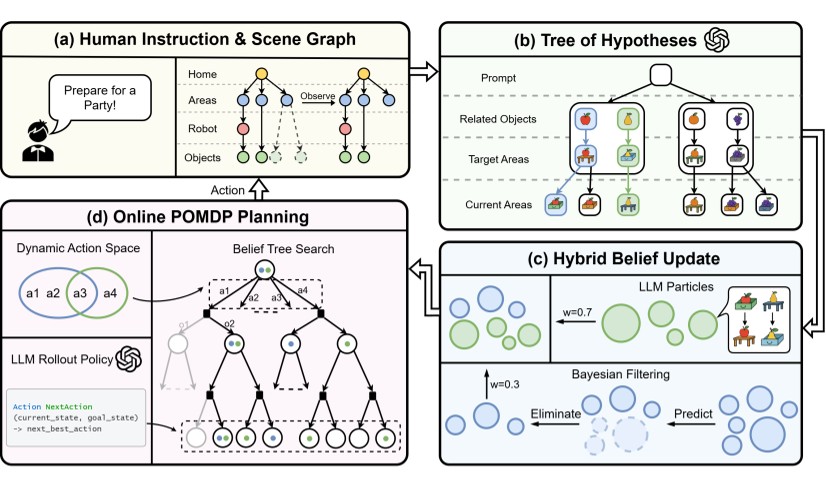 (a) Human Instruction & Scene Graph
Prepare for a
Party!
Home
Areas
Observe
Robot
Objects
(b) Tree of Hypotheses
Prompt
Related Objects
Target Areas
Current Areas
Action
(d) Online POMDP Planning
Dynamic Action Space
a1 a2 a3 a4
LLM Rollout Policy
Action NextAction
(current_state, goal_state)
-> next_best_action
Belief Tree Search
a1 a2 a3 a4
o1 o2
(c) Hybrid Belief Update
LLM Particles
w=0.7
Bayesian Filtering
w=0.3
Eliminate
Predict